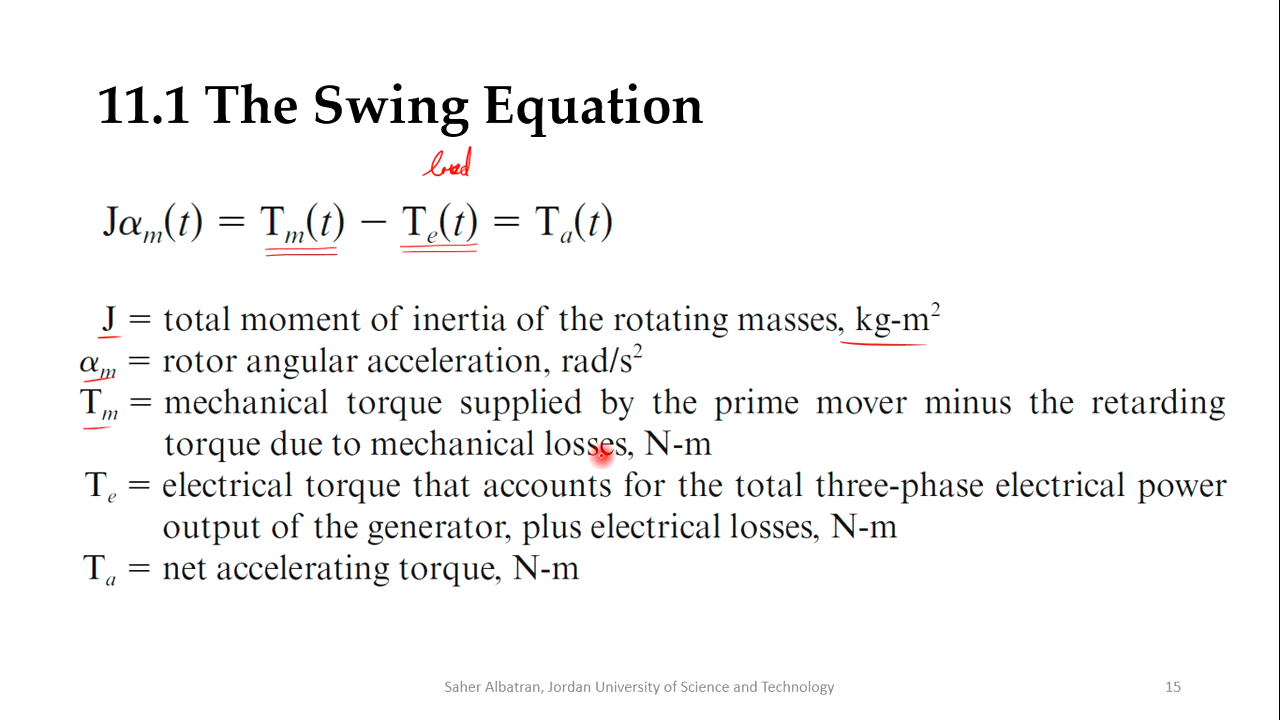 11.1 The Swing Equation
load
Jαₘ(t) = Tₘ(t) − Tₑ(t) = Tₐ(t)
J = total moment of inertia of the rotating masses, kg-m²
αₘ = rotor angular acceleration, rad/s²
Tₘ = mechanical torque supplied by the prime mover minus the retarding
torque due to mechanical losses, N-m
Tₑ = electrical torque that accounts for the total three-phase electrical power
output of the generator, plus electrical losses, N-m
Tₐ = net accelerating torque, N-m
Saher Albatran, Jordan University of Science and Technology
15